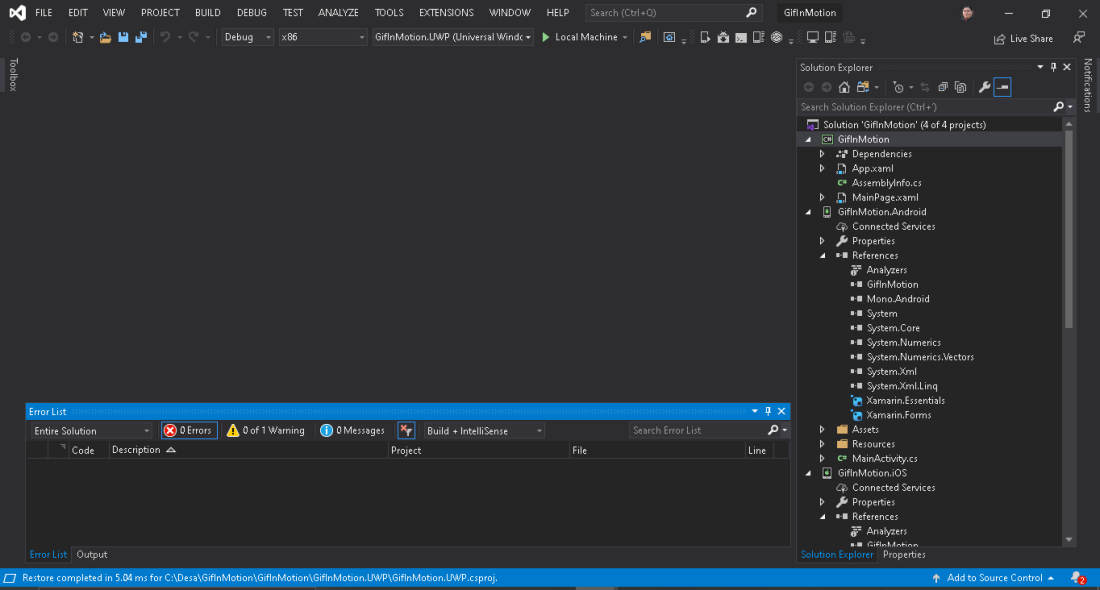 FILE EDIT VIEW PROJECT BUILD DEBUG TEST ANALYZE TOOLS EXTENSIONS WINDOW HELP Search (Ctrl+Q) GifInMotion
Debug x86 GifInMotion.UWP (Universal Windo Local Machine Live Share
Toolbox
Notifications
Solution Explorer
Search Solution Explorer (Ctrl+')
Solution 'GifInMotion' (4 of 4 projects)
GifInMotion
Dependencies
App.xaml
AssemblyInfo.cs
MainPage.xaml
GifInMotion.Android
Connected Services
Properties
References
Analyzers
GifInMotion
Mono.Android
System
System.Core
System.Numerics
System.Numerics.Vectors
System.Xml
System.Xml.Linq
Xamarin.Essentials
Xamarin.Forms
Assets
Resources
MainActivity.cs
GifInMotion.iOS
Connected Services
Properties
References
Analyzers
GifInMotion
Solution Explorer Properties
Error List
Entire Solution 0 Errors 0 of 1 Warning 0 Messages Build + IntelliSense Search Error List
Code Description Project File Line
Error List Output
Restore completed in 5.04 ms for C:\Desa\GifInMotion\GifInMotion\GifInMotion.UWP\GifInMotion.UWP.csproj. Add to Source Control 2